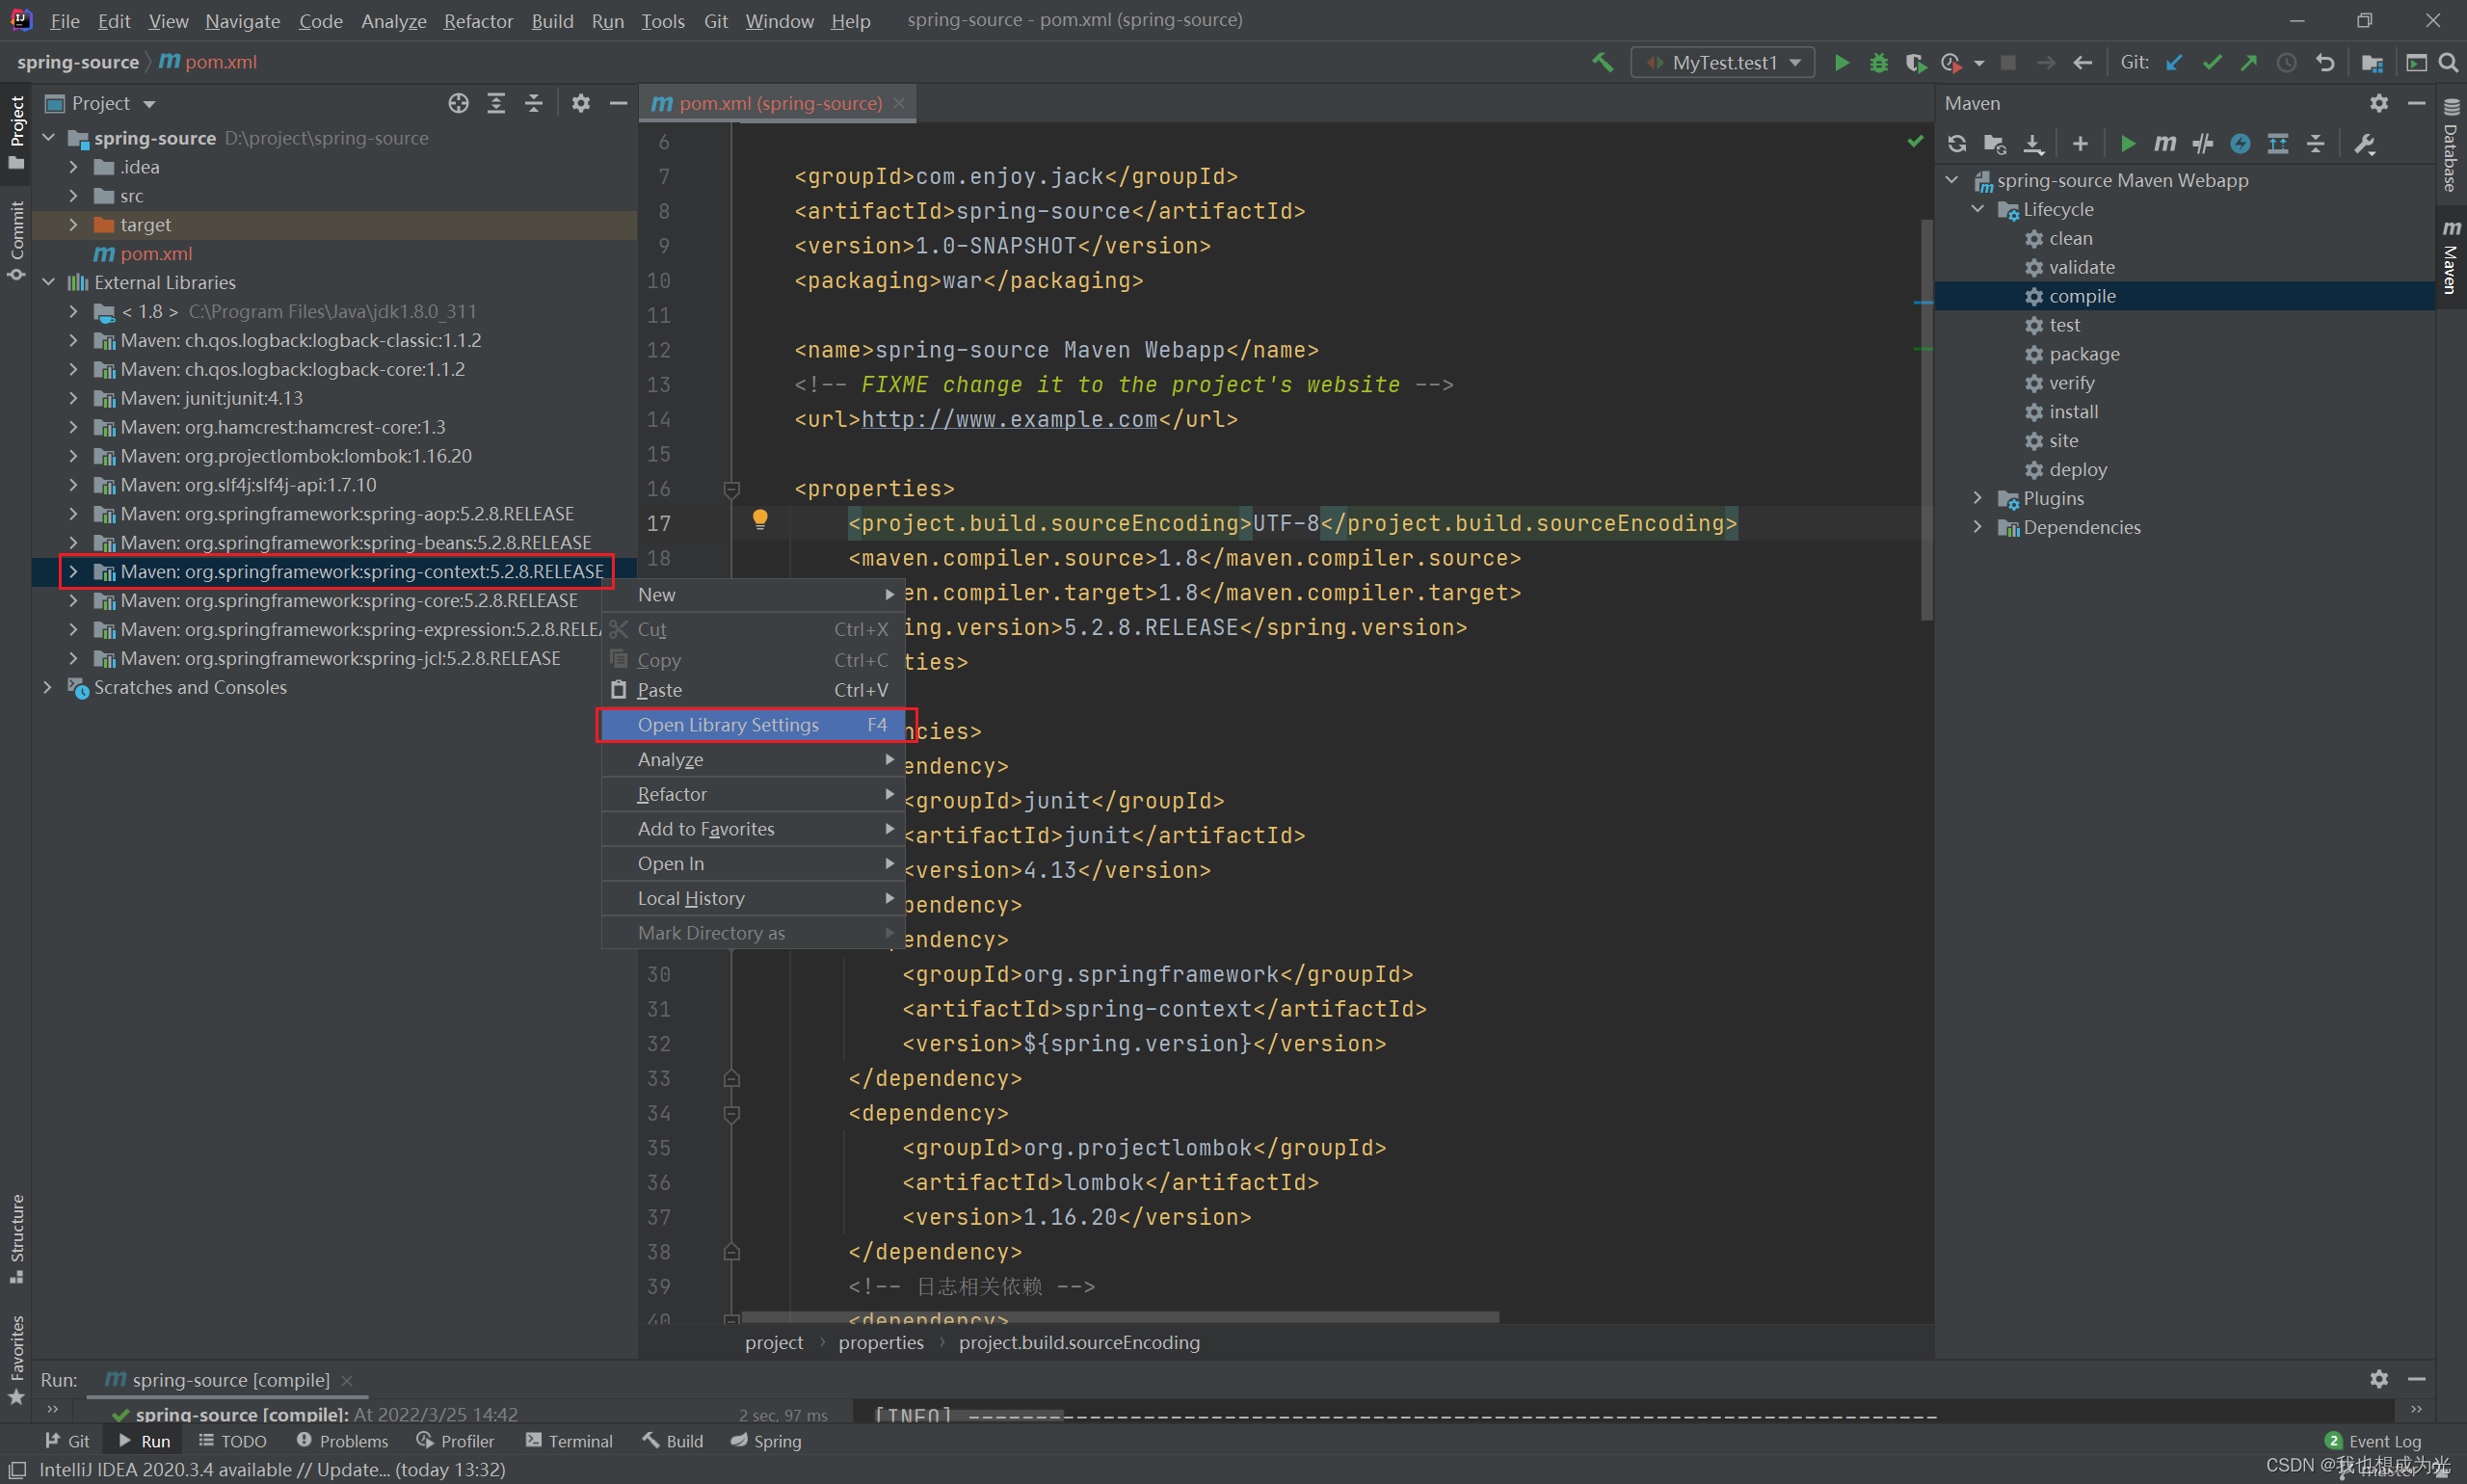 File Edit View Navigate Code Analyze Refactor Build Run Tools Git Window Help spring-source - pom.xml (spring-source)
spring-source pom.xml
MyTest.test1
Git:
Project
pom.xml (spring-source)
Maven
Project
Commit
Structure
Favorites
Database
Maven
spring-source D:\project\spring-source
.idea
src
target
pom.xml
External Libraries
< 1.8 > C:\Program Files\Java\jdk1.8.0_311
Maven: ch.qos.logback:logback-classic:1.1.2
Maven: ch.qos.logback:logback-core:1.1.2
Maven: junit:junit:4.13
Maven: org.hamcrest:hamcrest-core:1.3
Maven: org.projectlombok:lombok:1.16.20
Maven: org.slf4j:slf4j-api:1.7.10
Maven: org.springframework:spring-aop:5.2.8.RELEASE
Maven: org.springframework:spring-beans:5.2.8.RELEASE
Maven: org.springframework:spring-context:5.2.8.RELEASE
Maven: org.springframework:spring-core:5.2.8.RELEASE
Maven: org.springframework:spring-expression:5.2.8.RELEA
Maven: org.springframework:spring-jcl:5.2.8.RELEASE
Scratches and Consoles
New
Cut Ctrl+X
Copy Ctrl+C
Paste Ctrl+V
Open Library Settings F4
Analyze
Refactor
Add to Favorites
Open In
Local History
Mark Directory as
6
7 <groupId>com.enjoy.jack</groupId>
8 <artifactId>spring-source</artifactId>
9 <version>1.0-SNAPSHOT</version>
10 <packaging>war</packaging>
11
12 <name>spring-source Maven Webapp</name>
13 <!-- FIXME change it to the project's website -->
14 <url>http://www.example.com</url>
15
16 <properties>
17 <project.build.sourceEncoding>UTF-8</project.build.sourceEncoding>
18 <maven.compiler.source>1.8</maven.compiler.source>
en.compiler.target>1.8</maven.compiler.target>
ing.version>5.2.8.RELEASE</spring.version>
ties>
ncies>
endency>
<groupId>junit</groupId>
<artifactId>junit</artifactId>
<version>4.13</version>
pendency>
endency>
30 <groupId>org.springframework</groupId>
31 <artifactId>spring-context</artifactId>
32 <version>${spring.version}</version>
33 </dependency>
34 <dependency>
35 <groupId>org.projectlombok</groupId>
36 <artifactId>lombok</artifactId>
37 <version>1.16.20</version>
38 </dependency>
39 <!-- 日志相关依赖 -->
40 <dependency>
project › properties › project.build.sourceEncoding
spring-source Maven Webapp
Lifecycle
clean
validate
compile
test
package
verify
install
site
deploy
Plugins
Dependencies
Run: spring-source [compile]
spring-source [compile]: At 2022/3/25 14:42 2 sec, 97 ms
[INFO] ------------------------------------------------------------------------
Git Run TODO Problems Profiler Terminal Build Spring 2 Event Log
IntelliJ IDEA 2020.3.4 available // Update... (today 13:32)
CSDN @我也想成为光